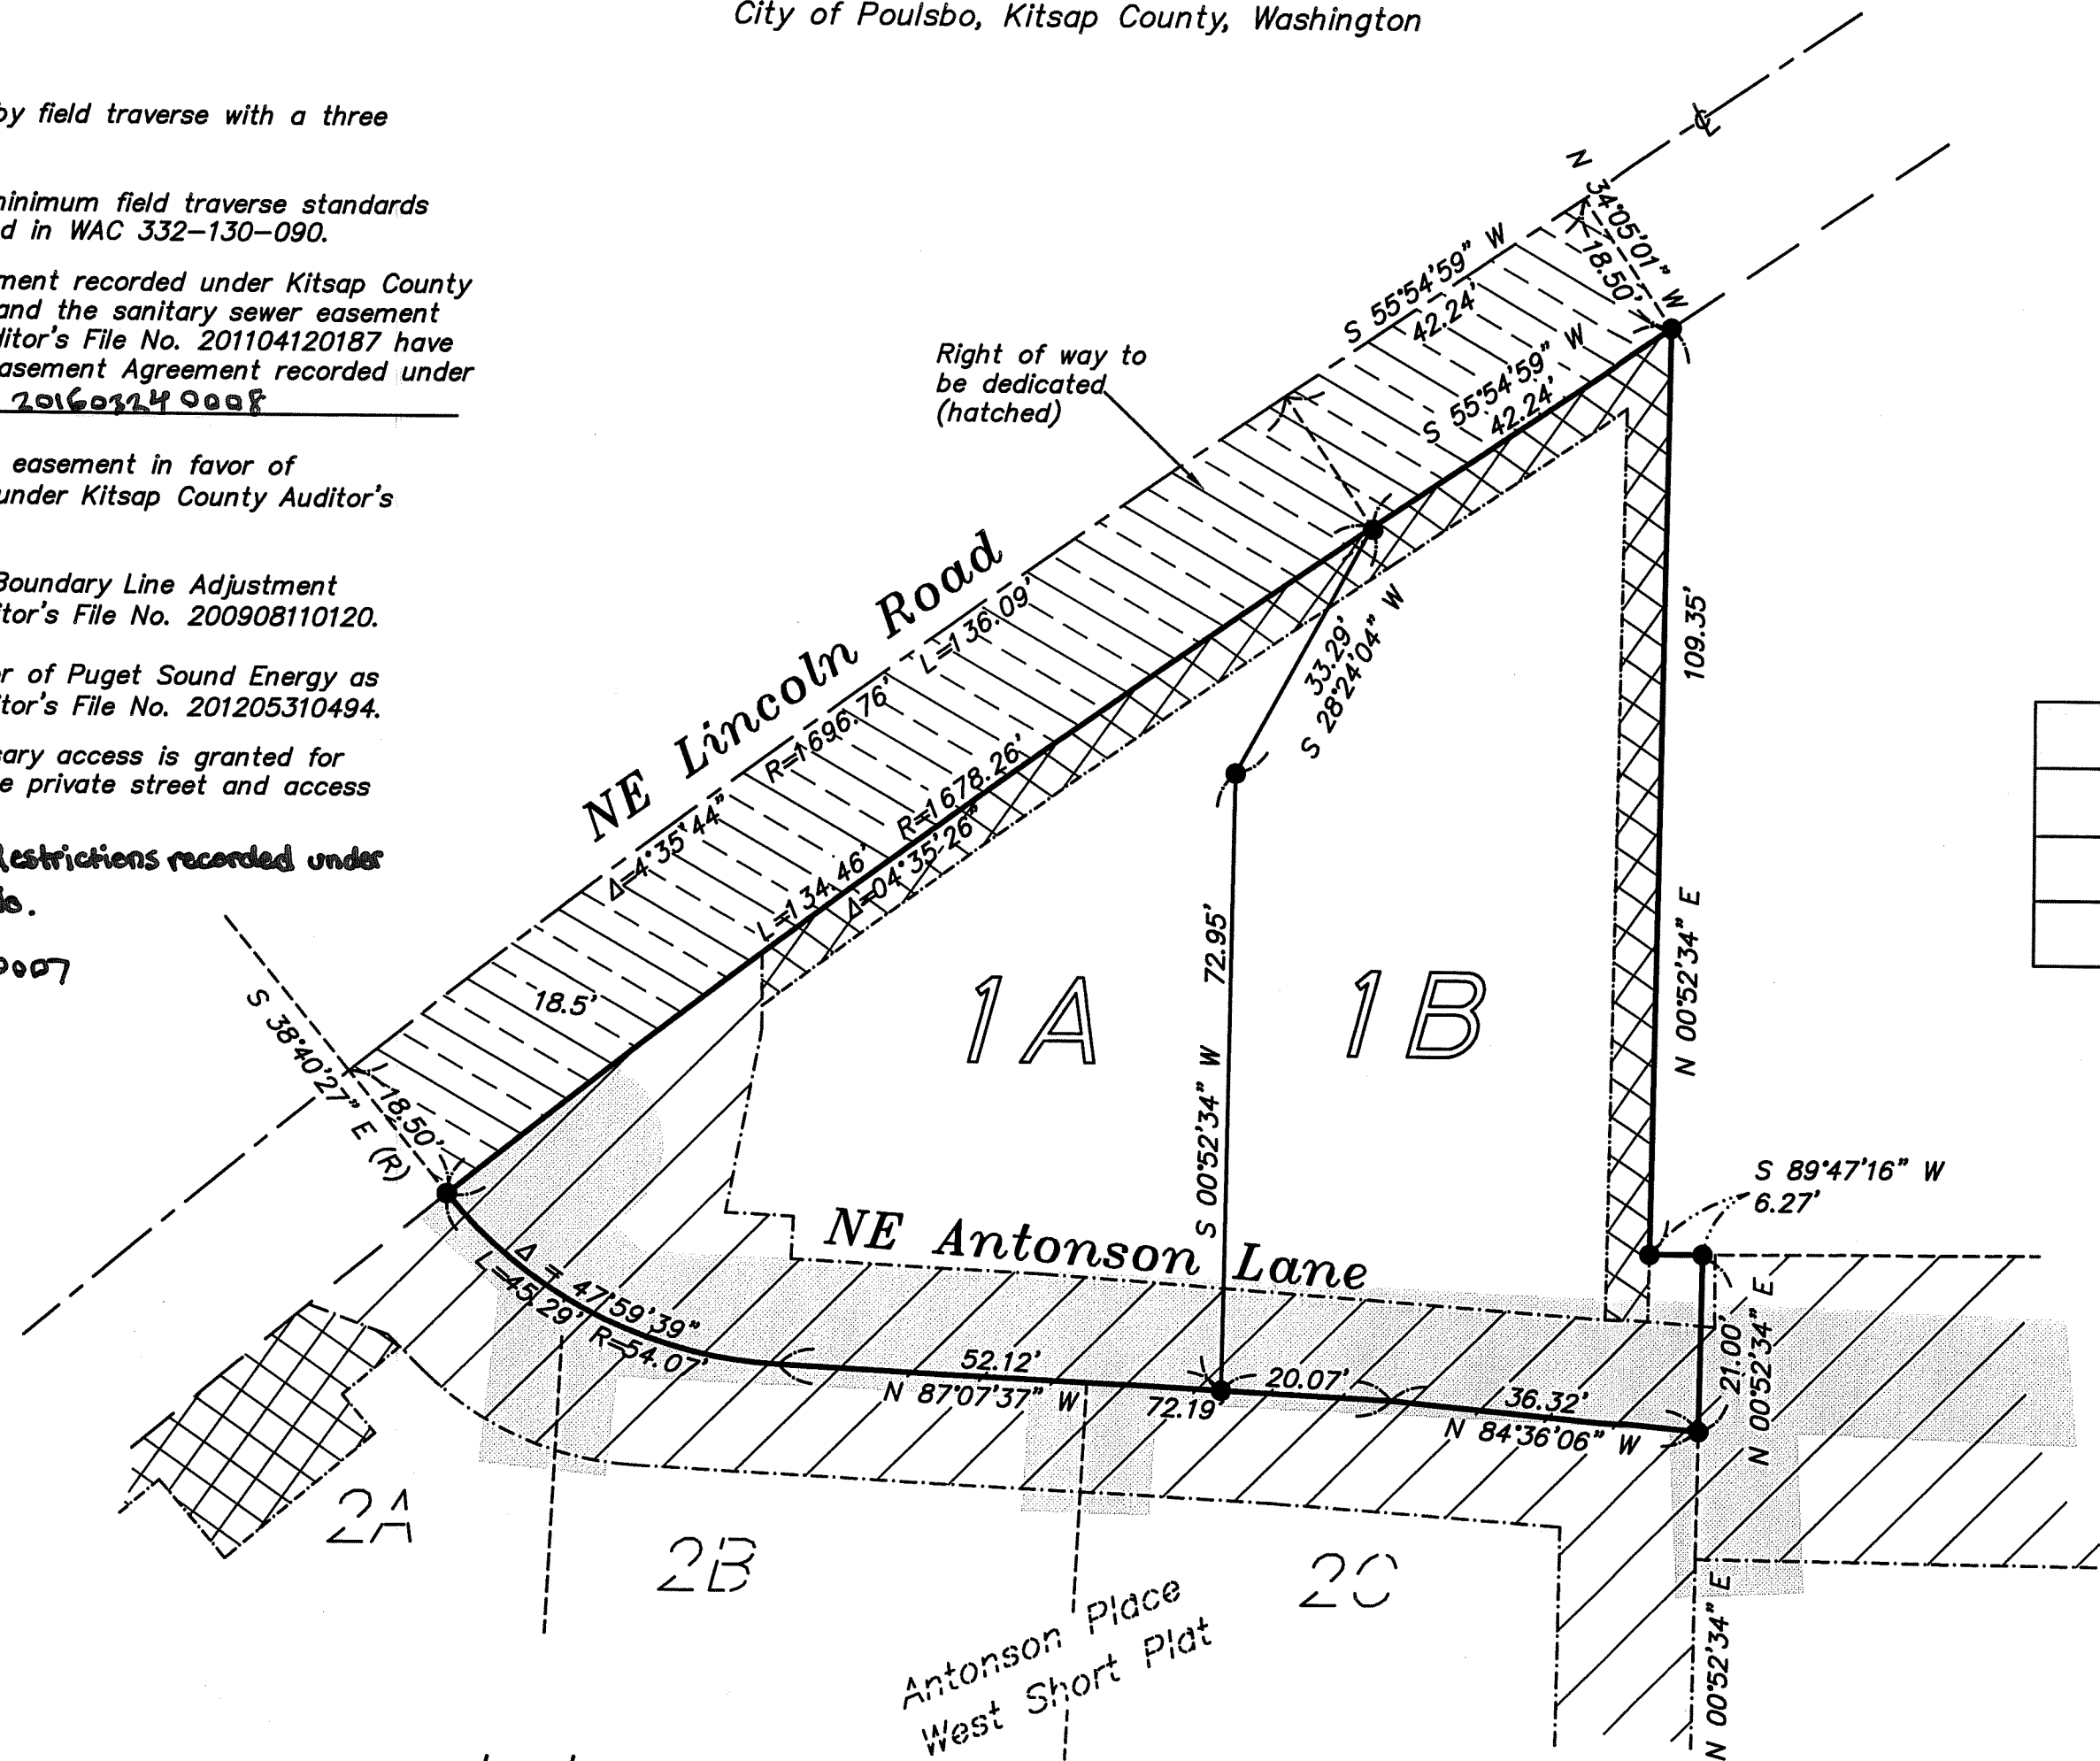 City of Poulsbo, Kitsap County, Washington
by field traverse with a three
minimum field traverse standards
d in WAC 332-130-090.
ment recorded under Kitsap County
and the sanitary sewer easement
ditor's File No. 201104120187 have
asement Agreement recorded under
201603240008
easement in favor of
under Kitsap County Auditor's
Boundary Line Adjustment
tor's File No. 200908110120.
r of Puget Sound Energy as
tor's File No. 201205310494.
sary access is granted for
e private street and access
Restrictions recorded under
No.
0007
Right of way to
be dedicated
(hatched)
N 34°05'01" W
18.50'
S 55°54'59" W
42.24'
S 55°54'59" W
42.24'
NE Lincoln Road
L=136.09'
R=1696.76'
Δ=4°35'44"
R=1678.26'
L=134.46'
Δ=04°35'26"
33.29'
S 28°24'04" W
109.35'
N 00°52'34" E
72.95'
S 00°52'34" W
1A
1B
18.5'
S 38°40'27" E (R)
18.50'
S 89°47'16" W
6.27'
NE Antonson Lane
Δ = 47°59'39"
L=45.29'
R=54.07'
52.12'
N 87°07'37" W
72.19'
20.07'
36.32'
N 84°36'06" W
21.00'
N 00°52'34" E
2A
2B
2C
N 00°52'34" E
Antonson Place
West Short Plat